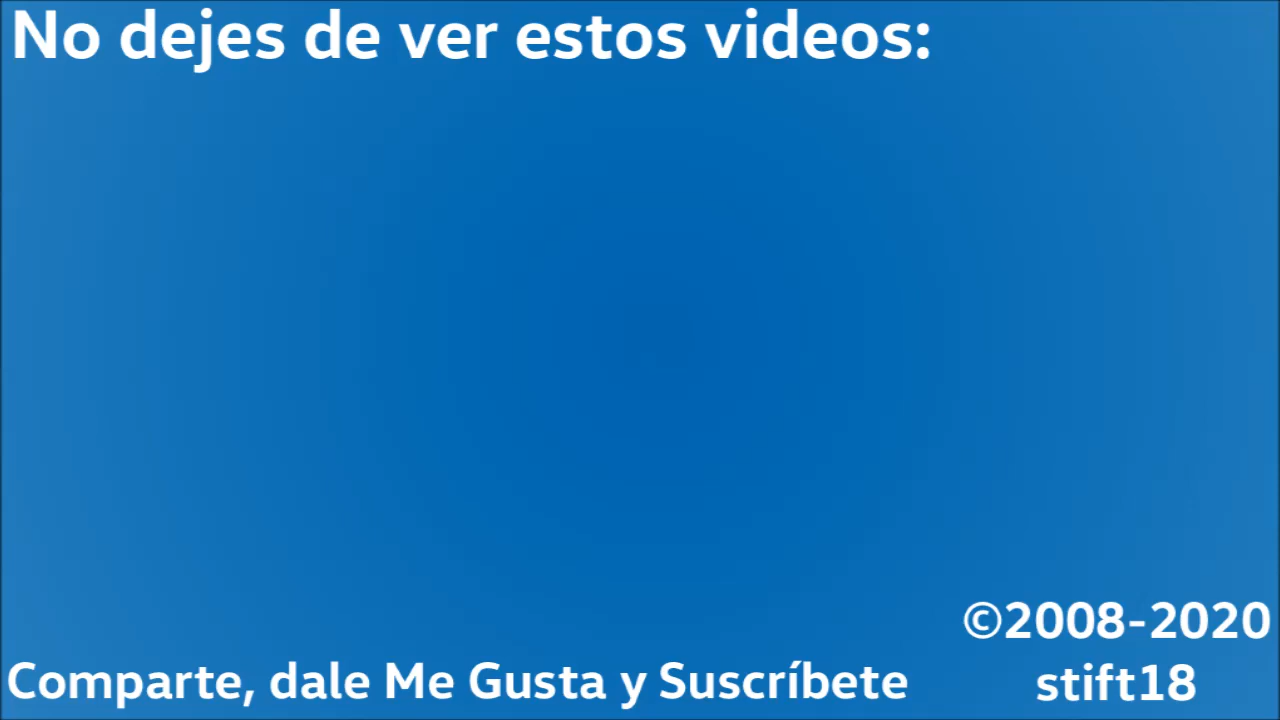 No dejes de ver estos videos:
©2008-2020
Comparte, dale Me Gusta y Suscríbete
stift18